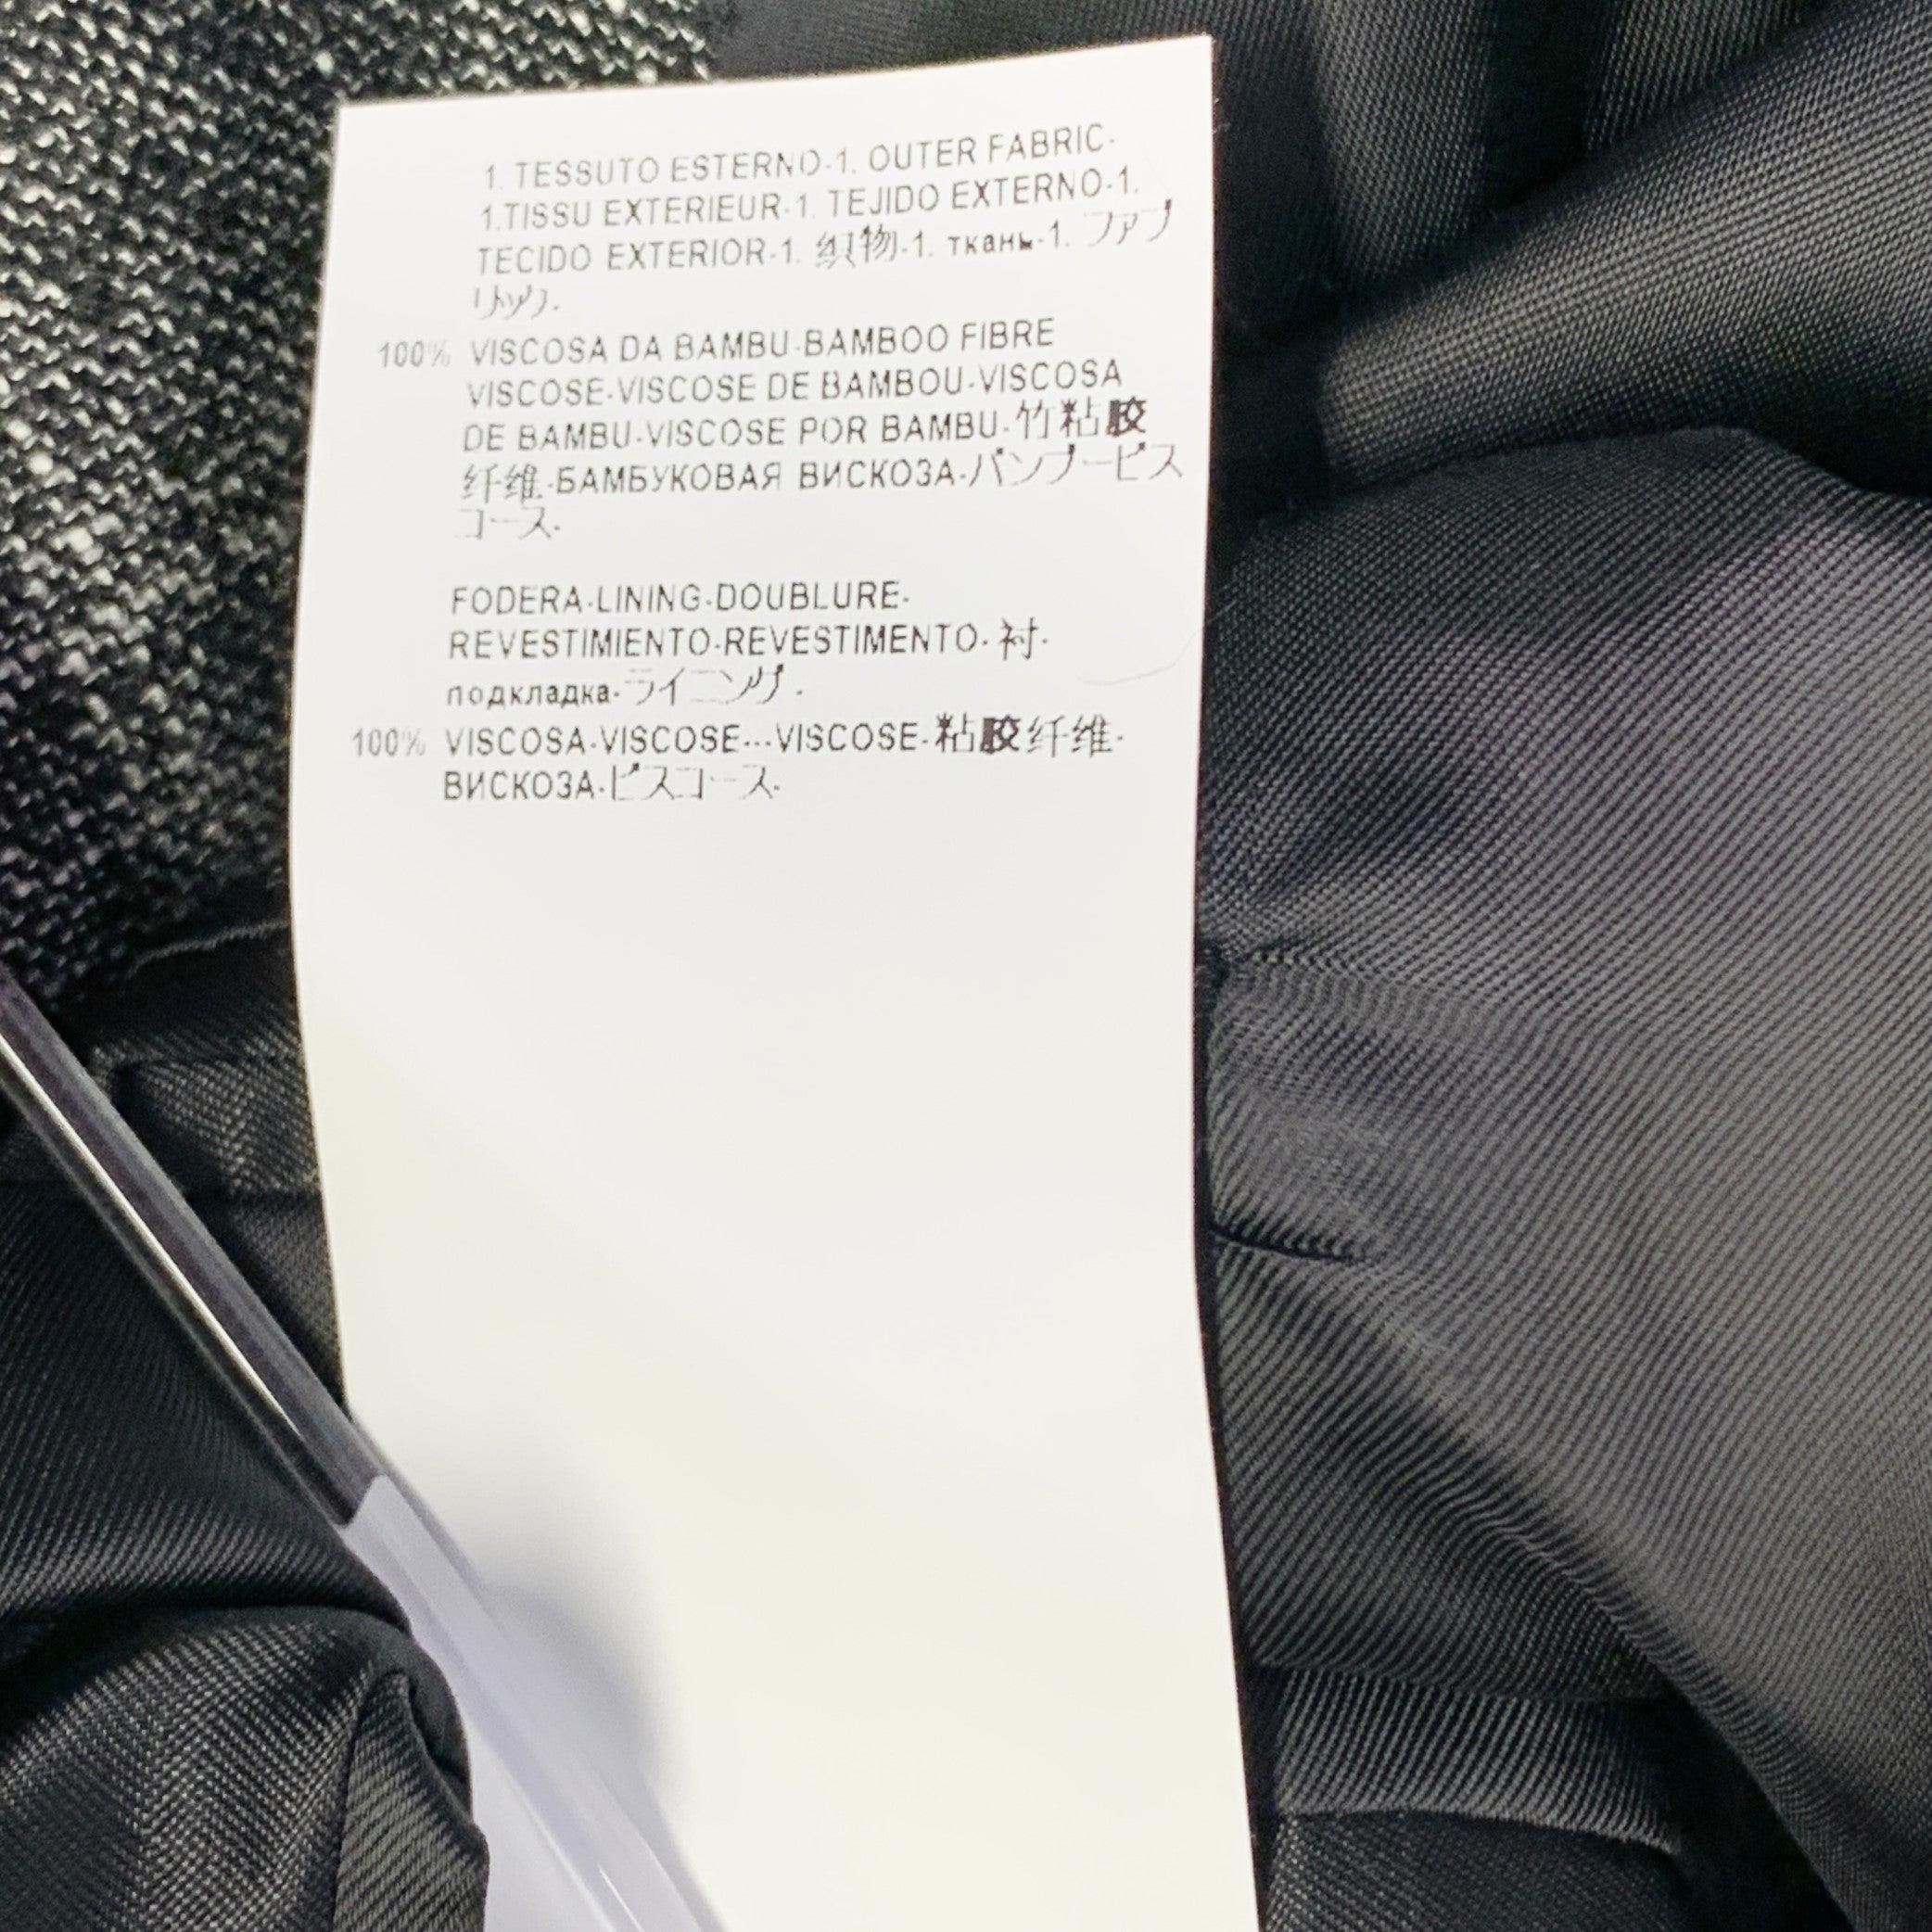 1. TESSUTO ESTERNO-1. OUTER FABRIC-
1.TISSU EXTERIEUR-1. TEJIDO EXTERNO-1.
TECIDO EXTERIOR-1. 织物-1. ткань-1. ファブ
リック.
100% VISCOSA DA BAMBU-BAMBOO FIBRE
VISCOSE-VISCOSE DE BAMBOU-VISCOSA
DE BAMBU-VISCOSE POR BAMBU-竹粘胶
纤维-БАМБУКОВАЯ ВИСКОЗА-バンブービス
コース-
FODERA-LINING-DOUBLURE-
REVESTIMIENTO-REVESTIMENTO- 衬-
подкладка-ライニング.
100% VISCOSA-VISCOSE---VISCOSE-粘胶纤维-
ВИСКОЗА-ビスコース-